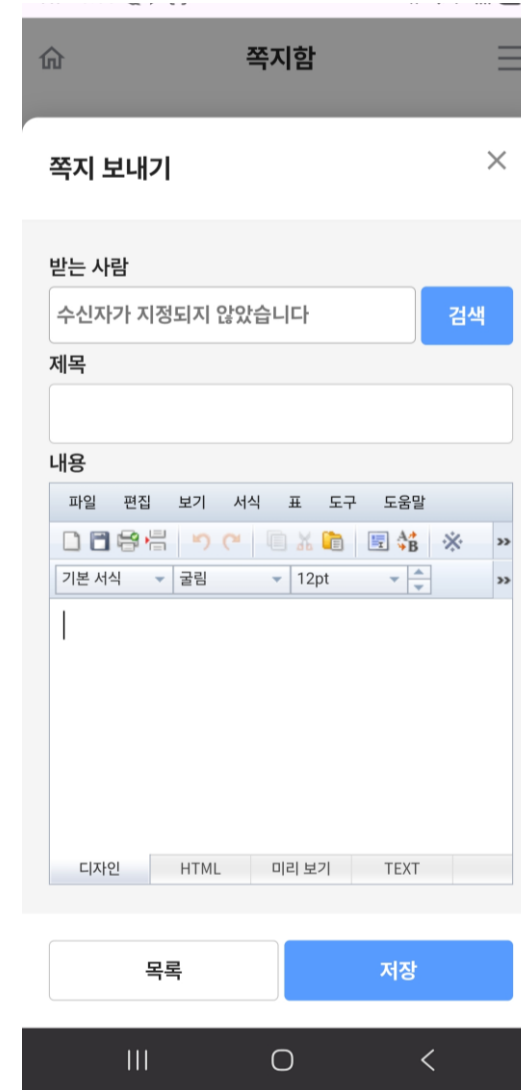 쪽지함
쪽지 보내기
받는 사람
수신자가 지정되지 않았습니다
검색
제목
내용
파일 편집 보기 서식 표 도구 도움말
기본 서식 굴림 12pt
디자인 HTML 미리 보기 TEXT
목록 저장